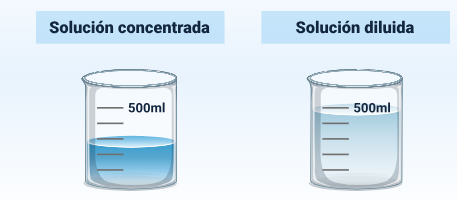 Solución concentrada
Solución diluida
500ml
500ml